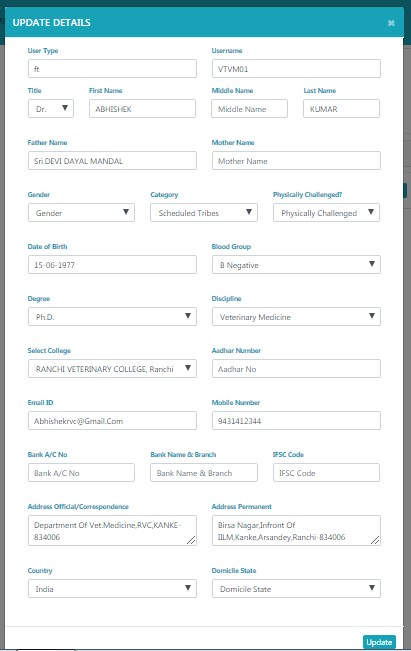 UPDATE DETAILS ×
User Type Username
ft VTVM01
Title First Name Middle Name Last Name
Dr. ABHISHEK Middle Name KUMAR
Father Name Mother Name
Sri.DEVI DAYAL MANDAL Mother Name
Gender Category Physically Challenged?
Gender Scheduled Tribes Physically Challenged
Date of Birth Blood Group
15-06-1977 B Negative
Degree Discipline
Ph.D. Veterinary Medicine
Select College Aadhar Number
RANCHI VETERINARY COLLEGE, Ranchi Aadhar No
Email ID Mobile Number
Abhishekrvc@Gmail.Com 9431412344
Bank A/C No Bank Name & Branch IFSC Code
Bank A/C No Bank Name & Branch IFSC Code
Address Official/Correspondence Address Permanent
Department Of Vet.Medicine,RVC,KANKE- Birsa Nagar,Infront Of
834006 IILM,Kanke,Arsandey,Ranchi-834006
Country Domicile State
India Domicile State
Update